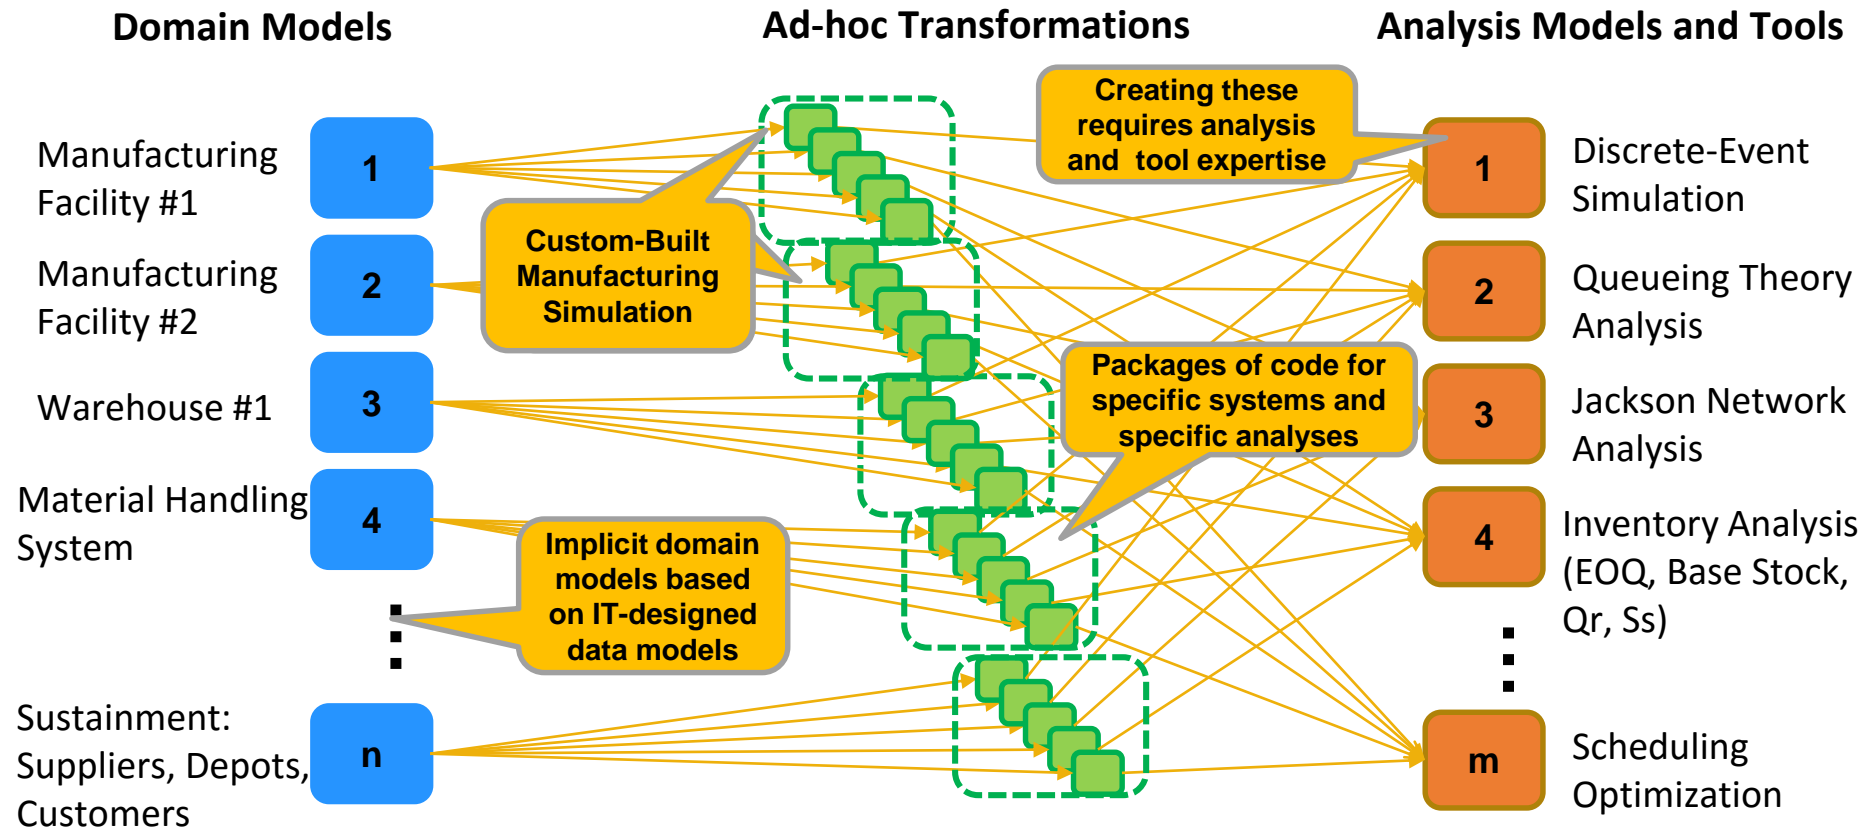 Domain Models
Ad-hoc Transformations
Analysis Models and Tools
Manufacturing
Facility #1
1
Manufacturing
Facility #2
2
Warehouse #1
3
Material Handling
System
4
Sustainment:
Suppliers, Depots,
Customers
n
Custom-Built
Manufacturing
Simulation
Implicit domain
models based
on IT-designed
data models
Creating these
requires analysis
and  tool expertise
Packages of code for
specific systems and
specific analyses
1
Discrete-Event
Simulation
2
Queueing Theory
Analysis
3
Jackson Network
Analysis
4
Inventory Analysis
(EOQ, Base Stock,
Qr, Ss)
m
Scheduling
Optimization